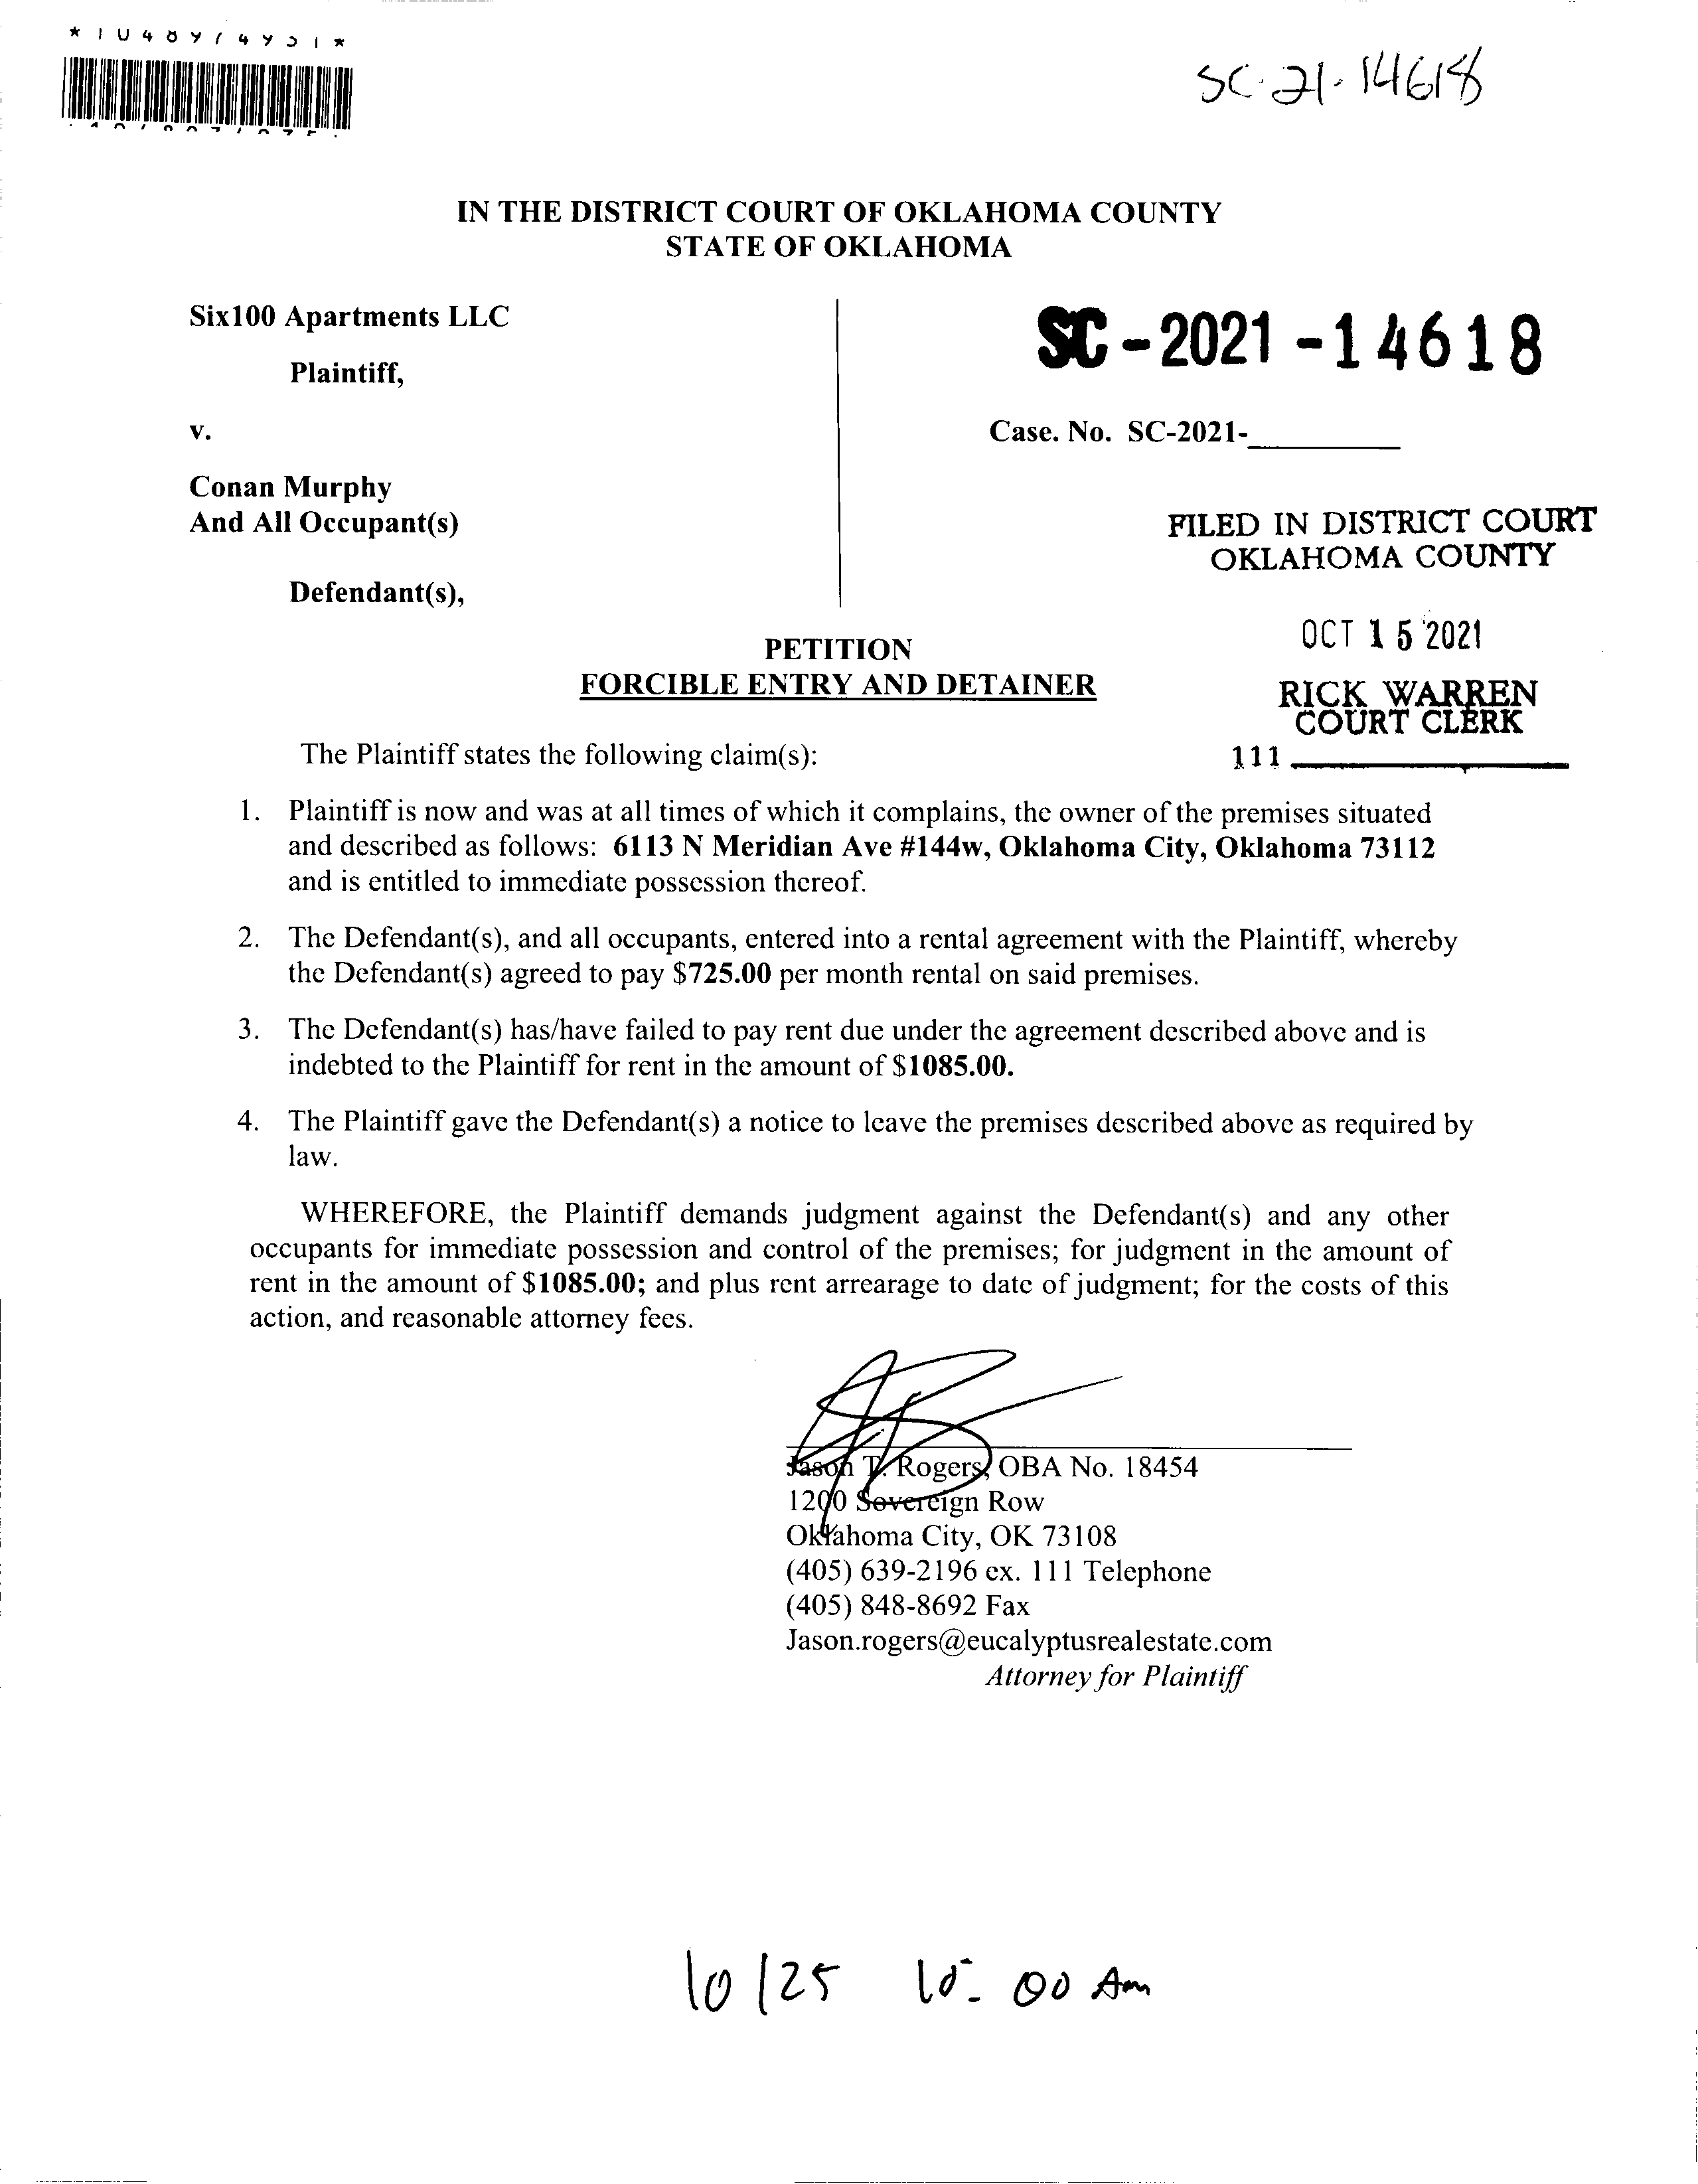 SC-21-14618
IN THE DISTRICT COURT OF OKLAHOMA COUNTY
STATE OF OKLAHOMA
Six100 Apartments LLC
Plaintiff,
v.
Conan Murphy
And All Occupant(s)
Defendant(s),
SC-2021-14618
Case. No. SC-2021-__________
FILED IN DISTRICT COURT
OKLAHOMA COUNTY
OCT 15 2021
RICK WARREN
COURT CLERK
111 __________
PETITION
FORCIBLE ENTRY AND DETAINER
The Plaintiff states the following claim(s):
1. Plaintiff is now and was at all times of which it complains, the owner of the premises situated
and described as follows: 6113 N Meridian Ave #144w, Oklahoma City, Oklahoma 73112
and is entitled to immediate possession thereof.
2. The Defendant(s), and all occupants, entered into a rental agreement with the Plaintiff, whereby
the Defendant(s) agreed to pay $725.00 per month rental on said premises.
3. The Defendant(s) has/have failed to pay rent due under the agreement described above and is
indebted to the Plaintiff for rent in the amount of $1085.00.
4. The Plaintiff gave the Defendant(s) a notice to leave the premises described above as required by
law.
WHEREFORE, the Plaintiff demands judgment against the Defendant(s) and any other
occupants for immediate possession and control of the premises; for judgment in the amount of
rent in the amount of $1085.00; and plus rent arrearage to date of judgment; for the costs of this
action, and reasonable attorney fees.
Jason T. Rogers, OBA No. 18454
1200 Sovereign Row
Oklahoma City, OK 73108
(405) 639-2196 ex. 111 Telephone
(405) 848-8692 Fax
Jason.rogers@eucalyptusrealestate.com
Attorney for Plaintiff
10/25 10:00 Am